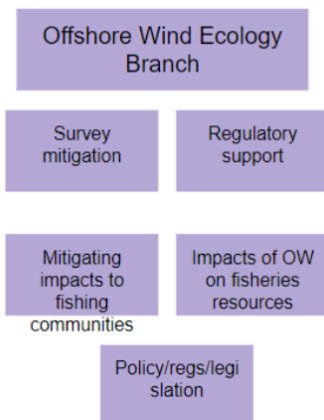 Offshore Wind Ecology
Branch
Survey
mitigation
Regulatory
support
Mitigating
impacts to
fishing
communities
Impacts of OW
on fisheries
resources
Policy/regs/legi
slation